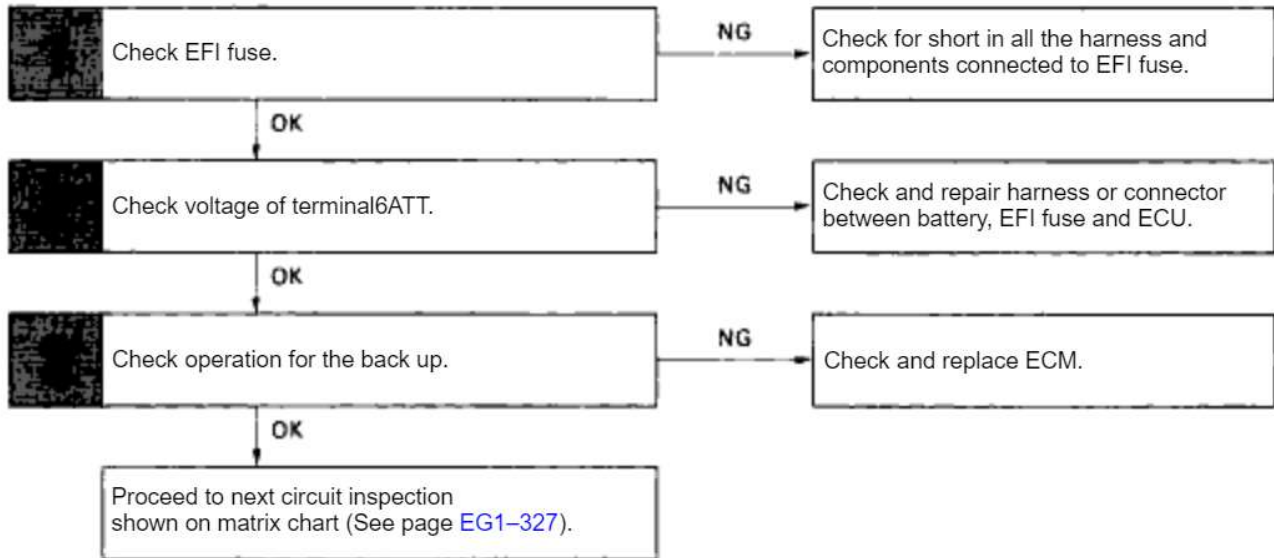 Check EFI fuse.
NG
Check for short in all the harness and
components connected to EFI fuse.
OK
Check voltage of terminal6ATT.
NG
Check and repair harness or connector
between battery, EFI fuse and ECU.
OK
Check operation for the back up.
NG
Check and replace ECM.
OK
Proceed to next circuit inspection
shown on matrix chart (See page EG1–327).